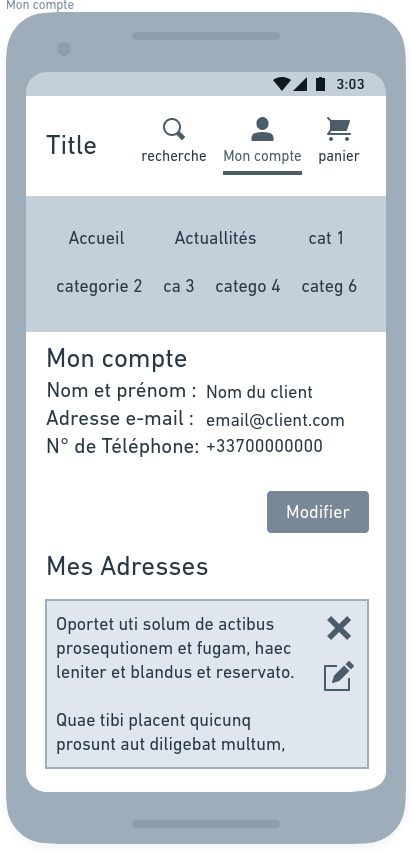 Mon compte
3:03
Title
recherche Mon compte panier
Accueil Actuallités cat 1
categorie 2 ca 3 catego 4 categ 6
Mon compte
Nom et prénom : Nom du client
Adresse e-mail : email@client.com
N° de Téléphone: +33700000000
Modifier
Mes Adresses
Oportet uti solum de actibus
prosequtionem et fugam, haec
leniter et blandus et reservato.
Quae tibi placent quicunq
prosunt aut diligebat multum,